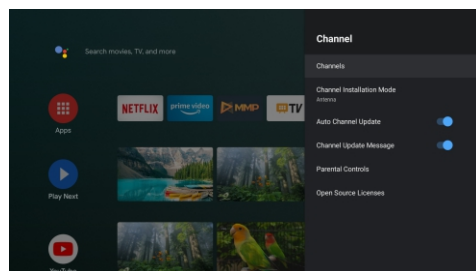 Search movies, TV, and more
Apps
NETFLIX
prime video
MMP
TV
Play Next
YouTube
Channel
Channels
Channel Installation Mode
Antenna
Auto Channel Update
Channel Update Message
Parental Controls
Open Source Licenses